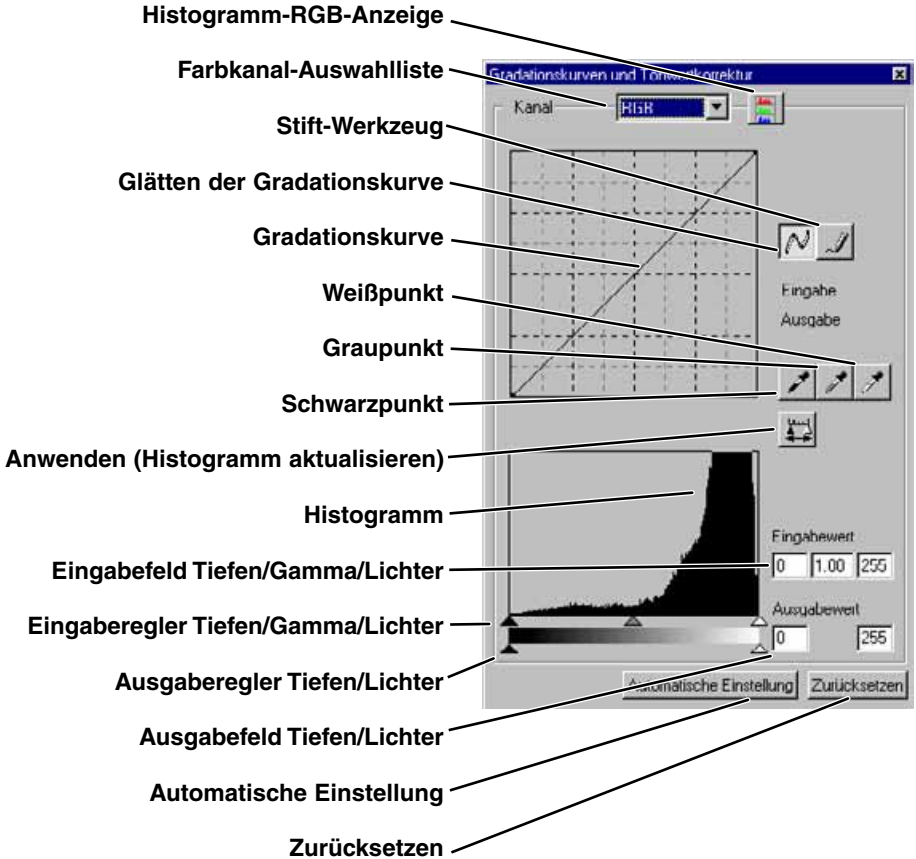 Histogramm-RGB-Anzeige
Farbkanal-Auswahlliste
Stift-Werkzeug
Glätten der Gradationskurve
Gradationskurve
Weißpunkt
Graupunkt
Schwarzpunkt
Anwenden (Histogramm aktualisieren)
Histogramm
Eingabefeld Tiefen/Gamma/Lichter
Eingaberegler Tiefen/Gamma/Lichter
Ausgaberegler Tiefen/Lichter
Ausgabefeld Tiefen/Lichter
Automatische Einstellung
Zurücksetzen
Gradationskurven und Tonwertkorrektur
Kanal
RGB
Eingabe
Ausgabe
Eingabewert
0 1.00 255
Ausgabewert
0 255
Automatische Einstellung
Zurücksetzen